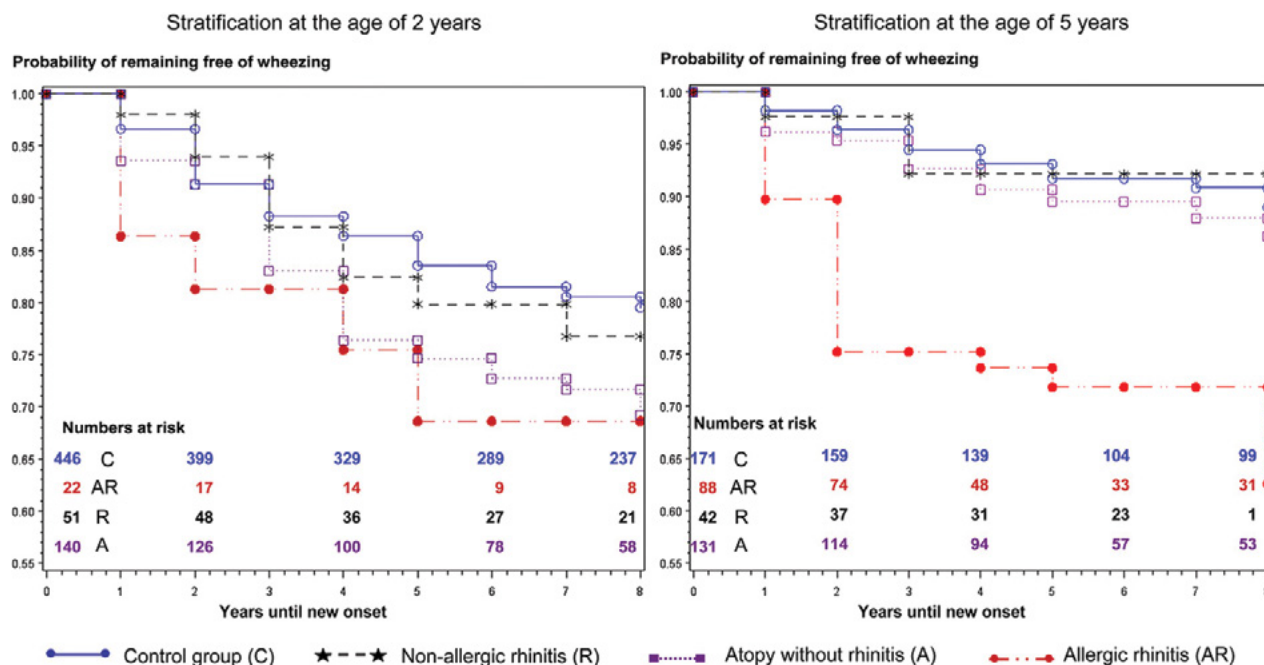 Stratification at the age of 2 years
Probability of remaining free of wheezing
1.00
0.95
0.90
0.85
0.80
0.75
0.70
0.65
0.60
0.55
Numbers at risk
446 C 399 329 289 237
22 AR 17 14 9 8
51 R 48 36 27 21
140 A 126 100 78 58
0 1 2 3 4 5 6 7 8
Years until new onset
Stratification at the age of 5 years
Probability of remaining free of wheezing
1.00
0.95
0.90
0.85
0.80
0.75
0.70
0.65
0.60
0.55
Numbers at risk
171 C 159 139 104 99
88 AR 74 48 33 31
42 R 37 31 23 1
131 A 114 94 57 53
0 1 2 3 4 5 6 7
Years until new onset
Control group (C) Non-allergic rhinitis (R) Atopy without rhinitis (A) Allergic rhinitis (AR)